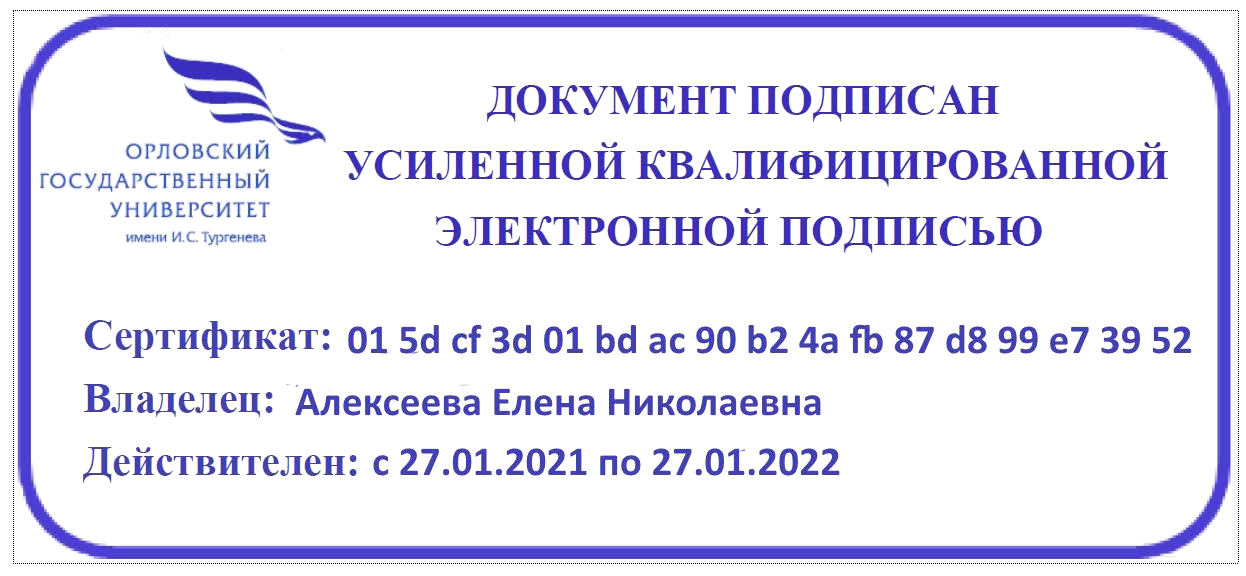 ОРЛОВСКИЙ
ГОСУДАРСТВЕННЫЙ
УНИВЕРСИТЕТ
имени И.С. Тургенева
ДОКУМЕНТ ПОДПИСАН
УСИЛЕННОЙ КВАЛИФИЦИРОВАННОЙ
ЭЛЕКТРОННОЙ ПОДПИСЬЮ
Сертификат: 01 5d cf 3d 01 bd ac 90 b2 4a fb 87 d8 99 e7 39 52
Владелец: Алексеева Елена Николаевна
Действителен: с 27.01.2021 по 27.01.2022